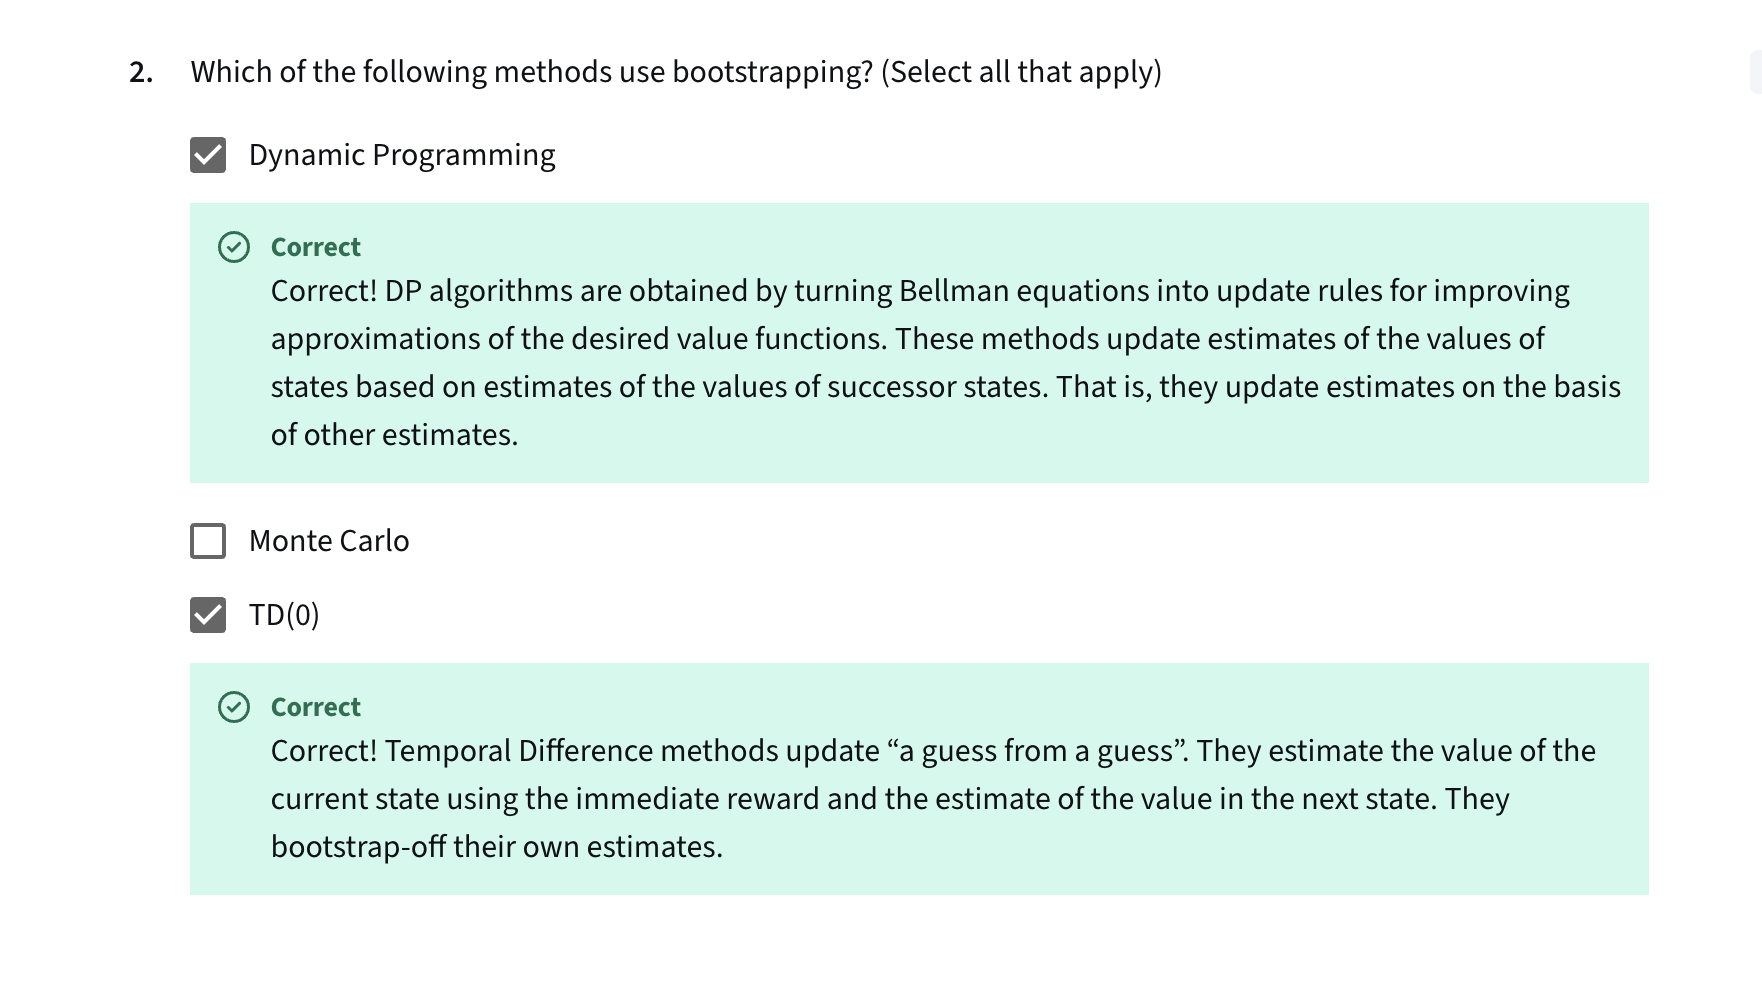 2. Which of the following methods use bootstrapping? (Select all that apply)
Dynamic Programming
Correct
Correct! DP algorithms are obtained by turning Bellman equations into update rules for improving
approximations of the desired value functions. These methods update estimates of the values of
states based on estimates of the values of successor states. That is, they update estimates on the basis
of other estimates.
Monte Carlo
TD(0)
Correct
Correct! Temporal Difference methods update “a guess from a guess”. They estimate the value of the
current state using the immediate reward and the estimate of the value in the next state. They
bootstrap-off their own estimates.